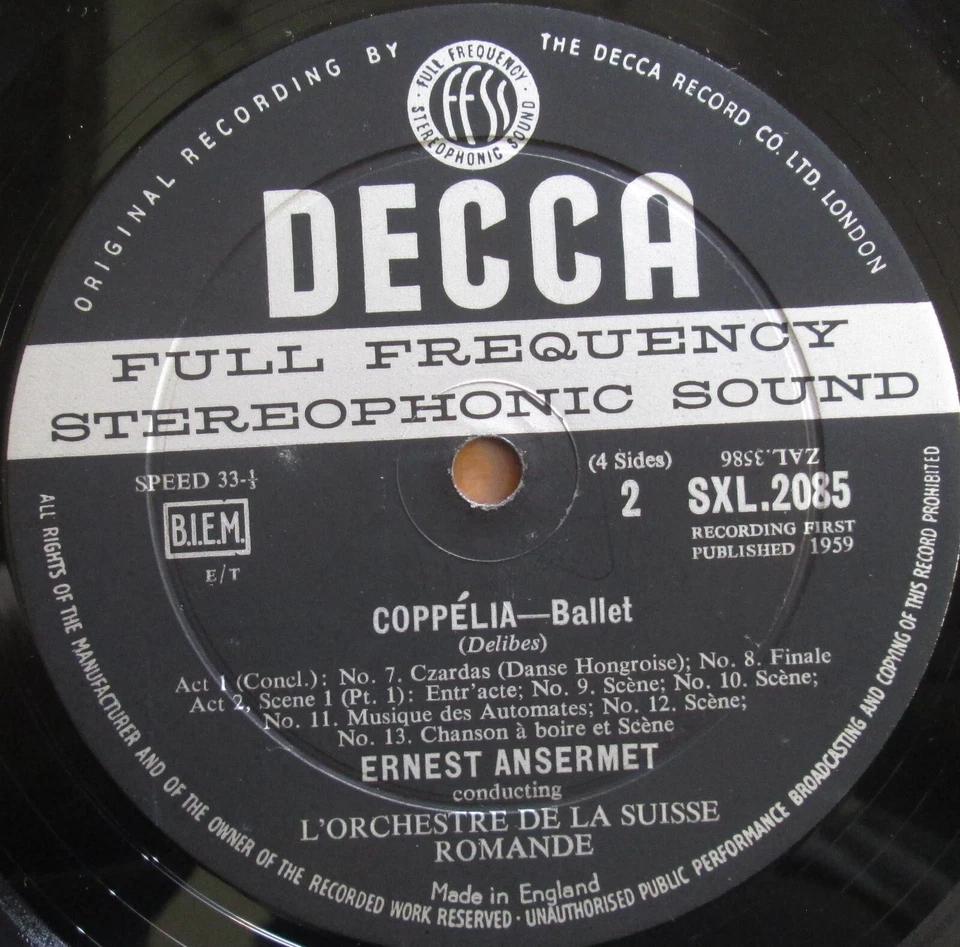 ORIGINAL RECORDING BY
THE DECCA RECORD CO. LTD. LONDON
· FULL FREQUENCY ·
STEREOPHONIC SOUND
FFSS
DECCA
FULL FREQUENCY
STEREOPHONIC SOUND
SPEED 33-⅓
B.I.E.M.
E/T
(4 Sides)
2
ZAL.3586
SXL.2085
RECORDING FIRST
PUBLISHED 1959
COPPÉLIA—Ballet
(Delibes)
Act 1 (Concl.): No. 7. Czardas (Danse Hongroise); No. 8. Finale
Act 2, Scene 1 (Pt. 1): Entr'acte; No. 9. Scène; No. 10. Scène;
No. 11. Musique des Automates; No. 12. Scène;
No. 13. Chanson à boire et Scène
ERNEST ANSERMET
conducting
L'ORCHESTRE DE LA SUISSE
ROMANDE
Made in England
ALL RIGHTS OF THE MANUFACTURER AND OF THE OWNER OF THE RECORDED WORK RESERVED · UNAUTHORISED PUBLIC PERFORMANCE BROADCASTING AND COPYING OF THIS RECORD PROHIBITED